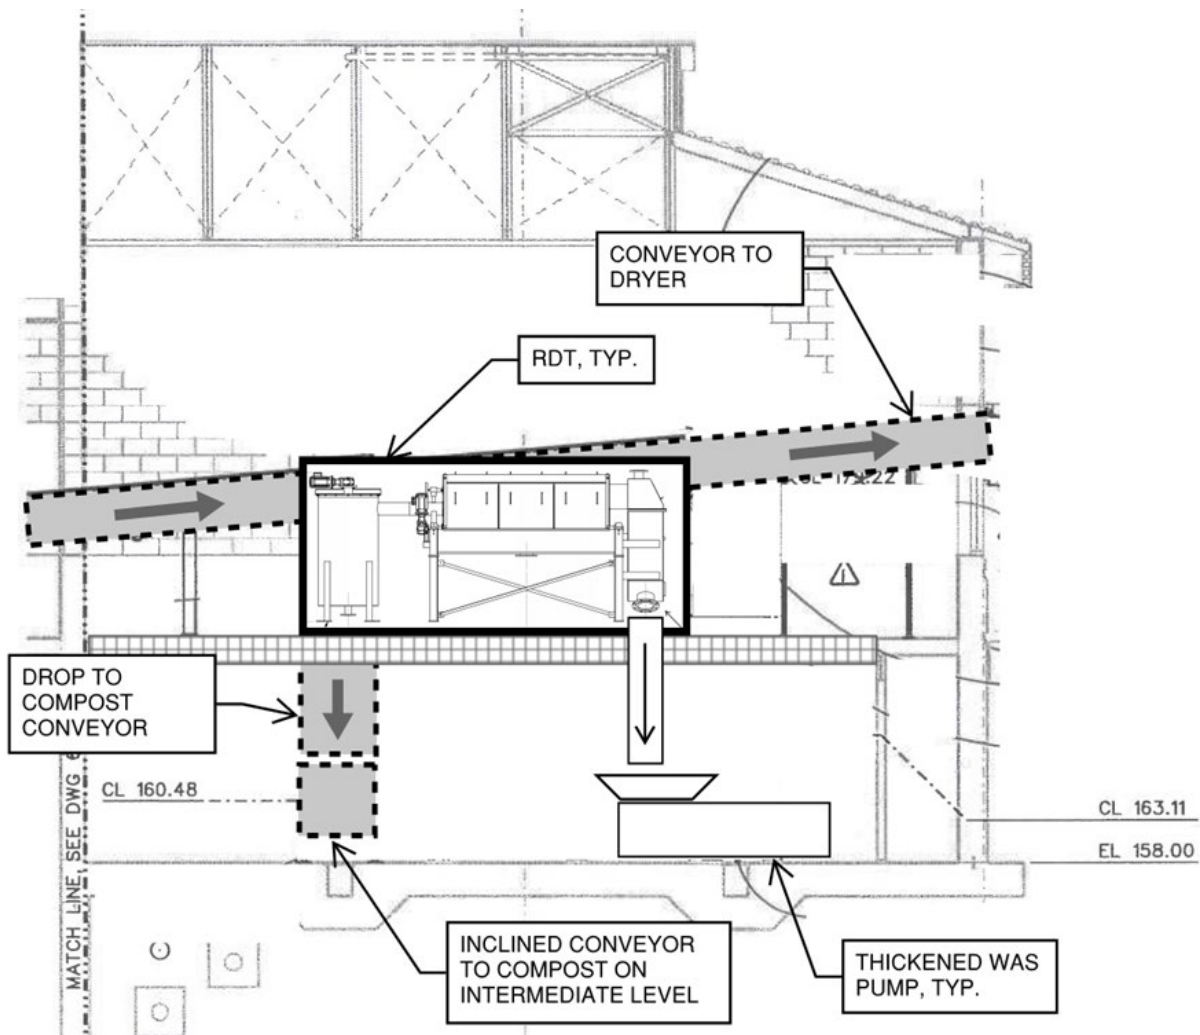 CONVEYOR TO
DRYER
RDT, TYP.
DROP TO
COMPOST
CONVEYOR
CL 160.48
CL 163.11
EL 158.00
MATCH LINE, SEE DWG
INCLINED CONVEYOR
TO COMPOST ON
INTERMEDIATE LEVEL
THICKENED WAS
PUMP, TYP.